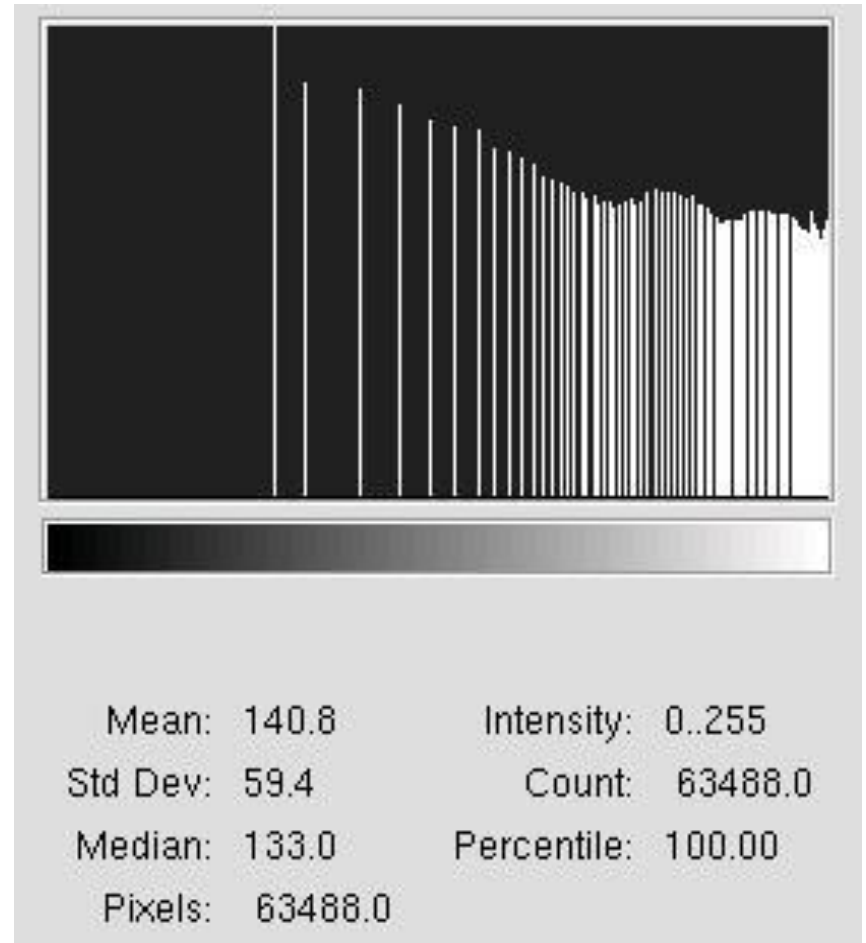 Mean: 140.8 Intensity: 0..255
Std Dev: 59.4 Count: 63488.0
Median: 133.0 Percentile: 100.00
Pixels: 63488.0